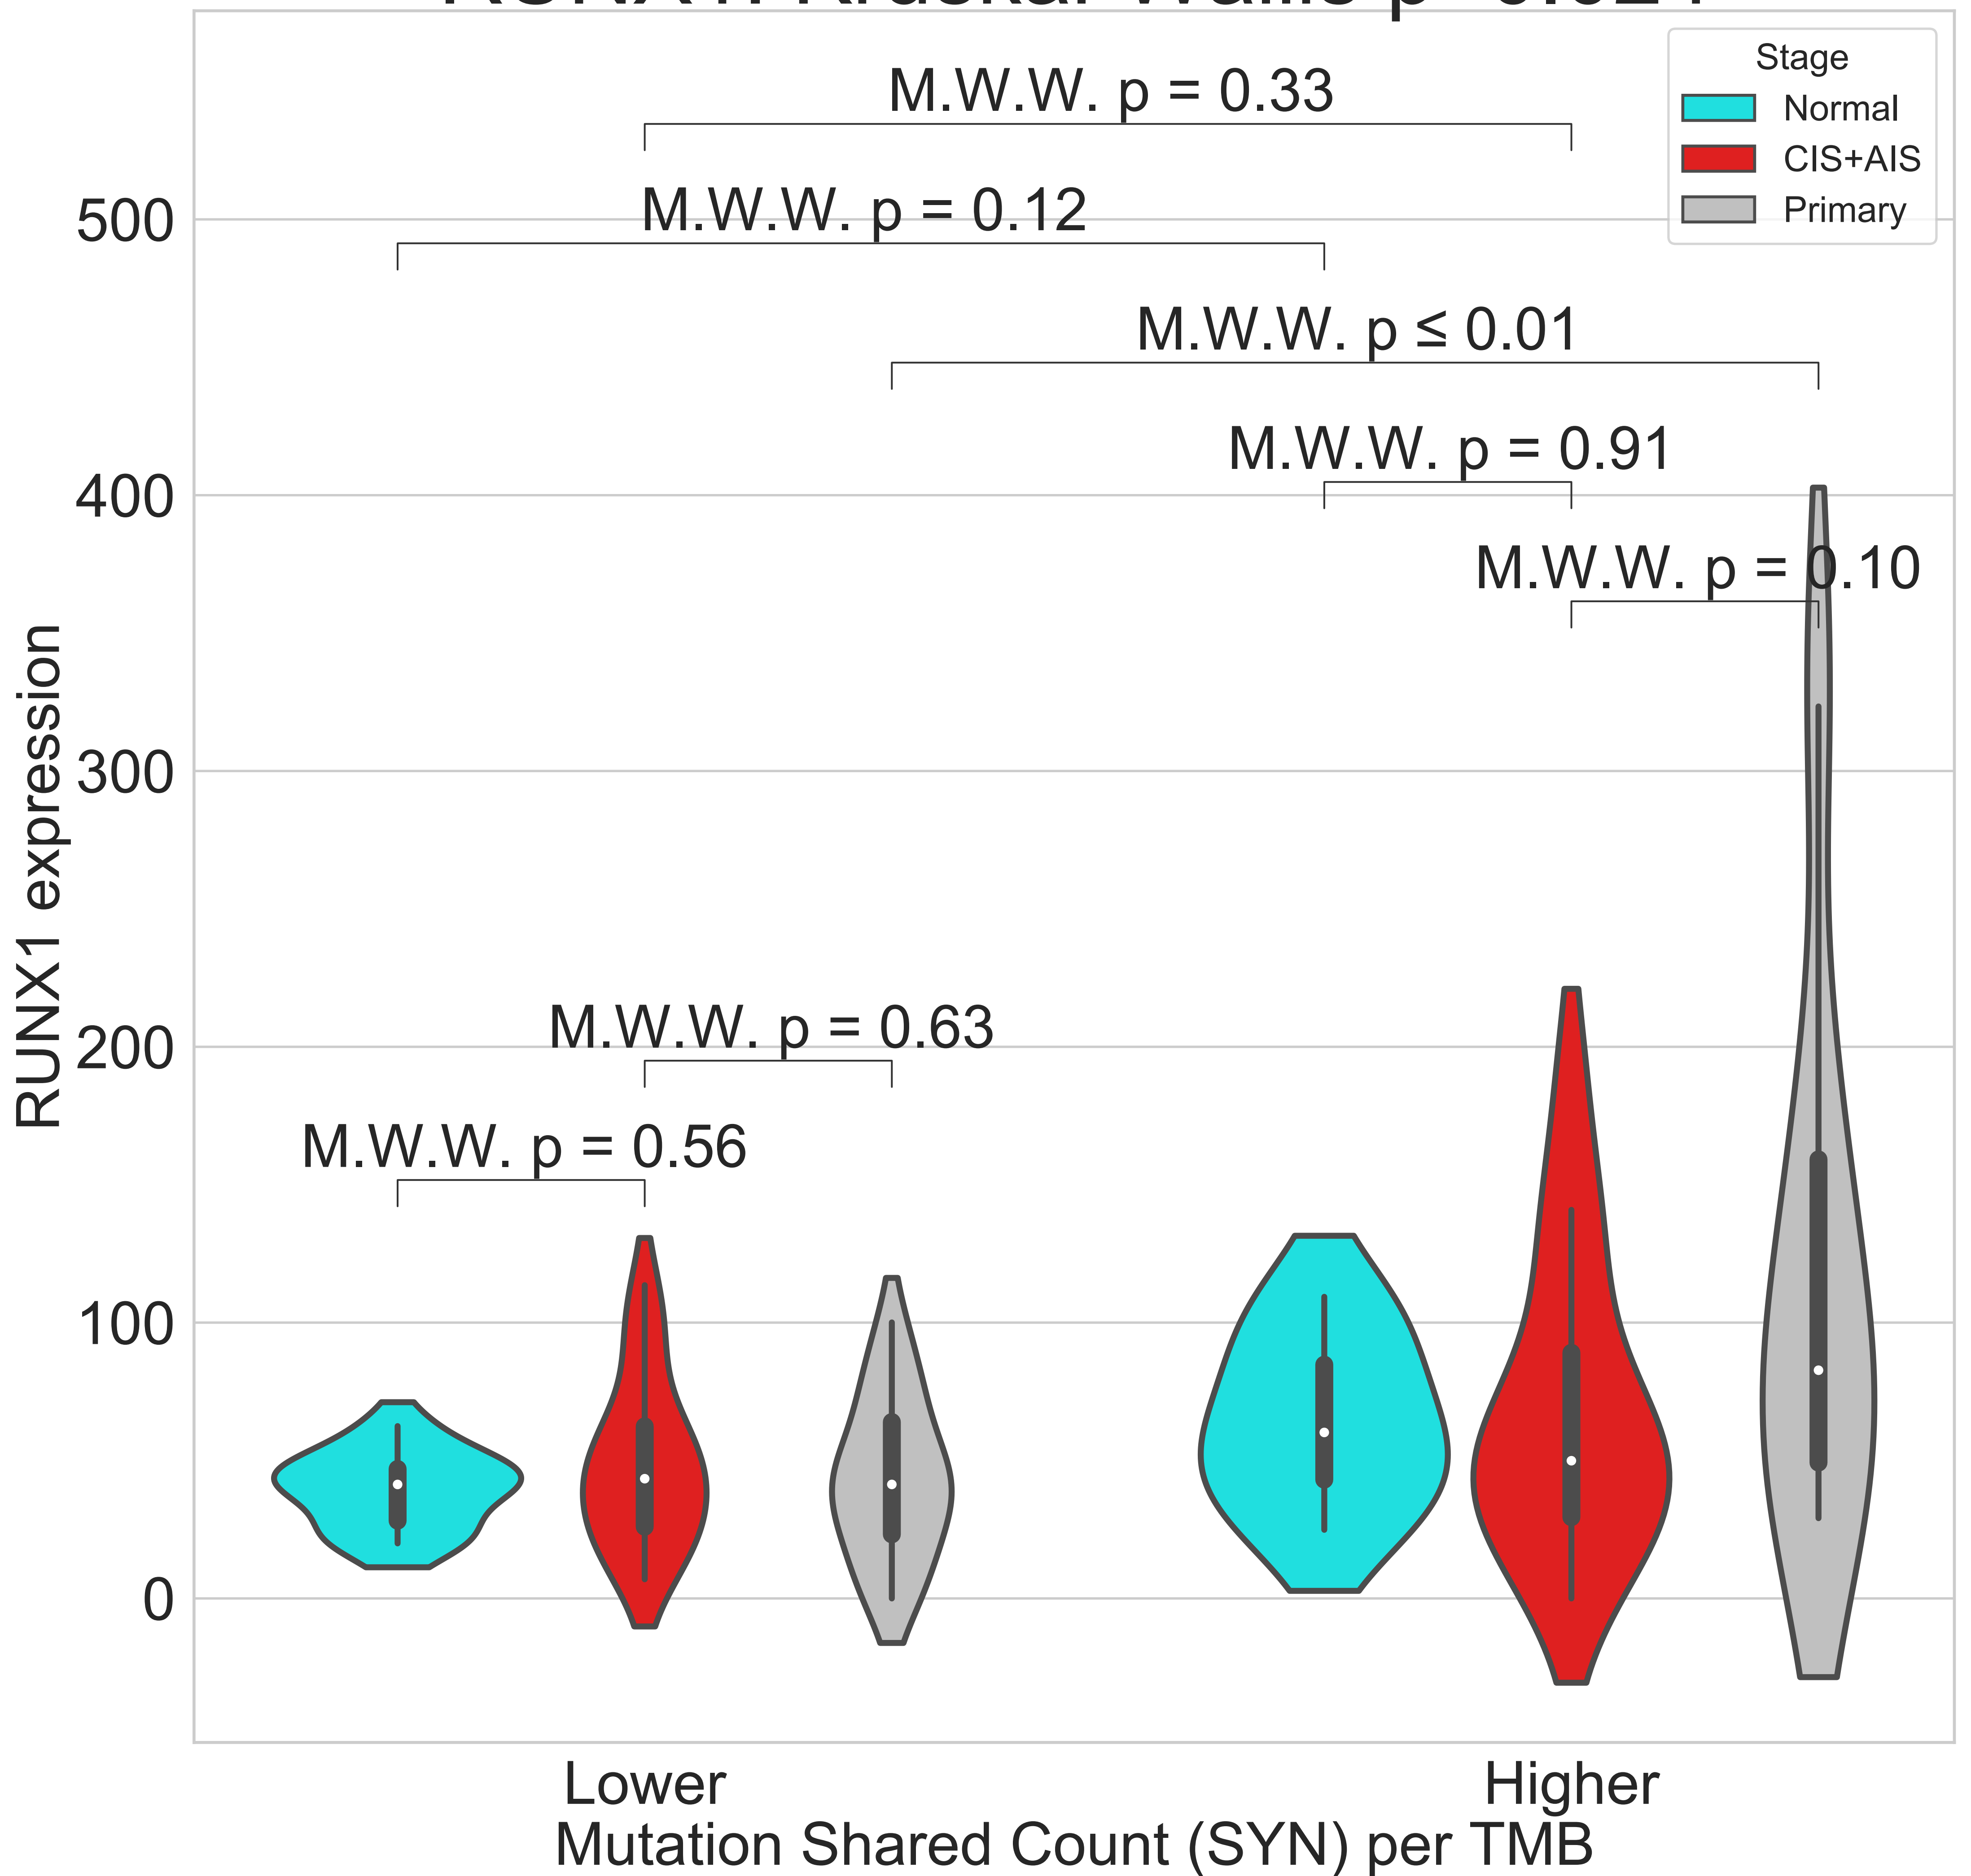 Stage
Normal
CIS+AIS
Primary
M.W.W. p = 0.33
M.W.W. p = 0.12
M.W.W. p ≤ 0.01
M.W.W. p = 0.91
M.W.W. p = 0.10
M.W.W. p = 0.63
M.W.W. p = 0.56
500
400
300
200
100
0
RUNX1 expression
Lower
Higher
Mutation Shared Count (SYN) per TMB